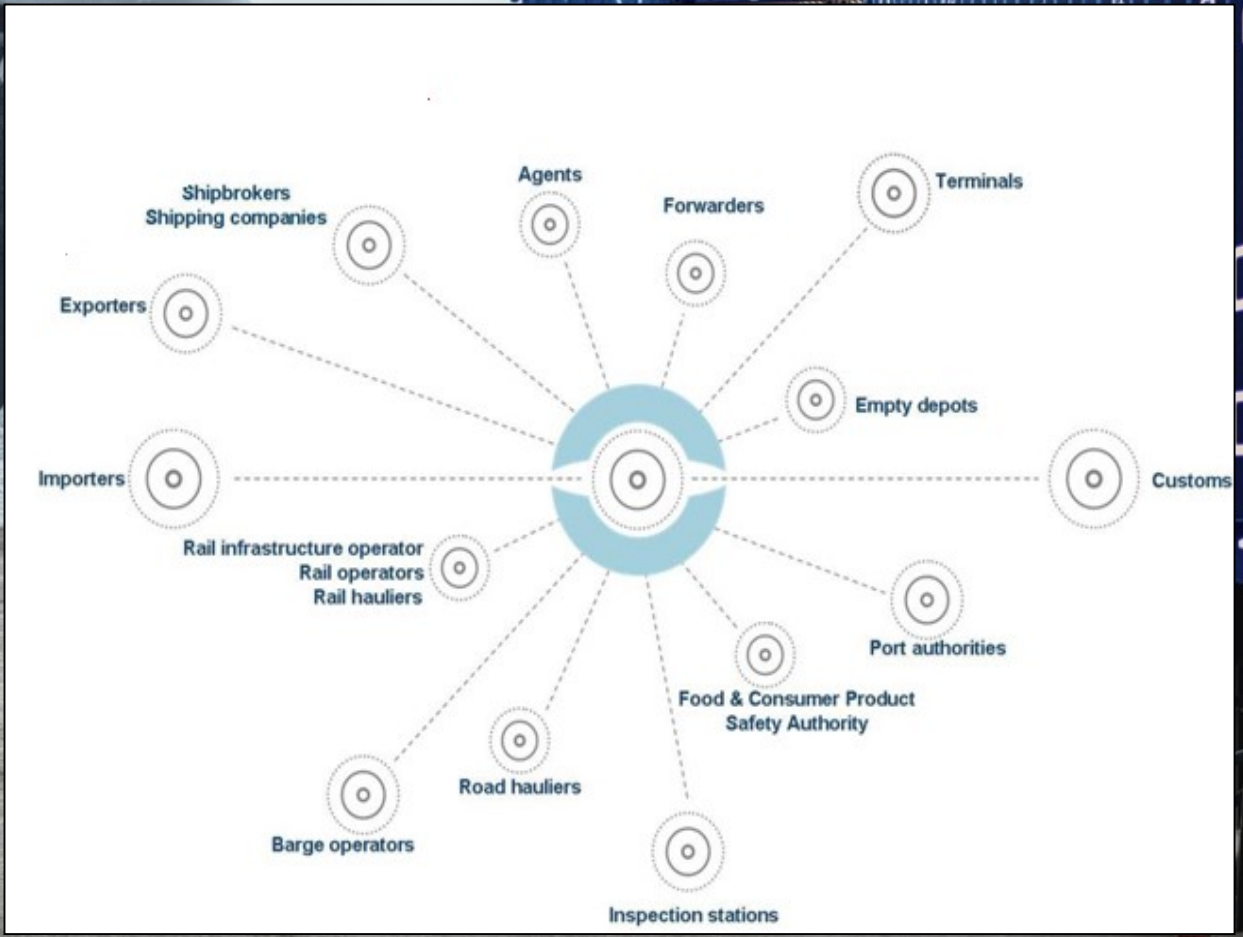 Agents
Terminals
Shipbrokers
Shipping companies
Forwarders
Exporters
Empty depots
Importers
Customs
Rail infrastructure operator
Rail operators
Rail hauliers
Port authorities
Food & Consumer Product
Safety Authority
Road hauliers
Barge operators
Inspection stations